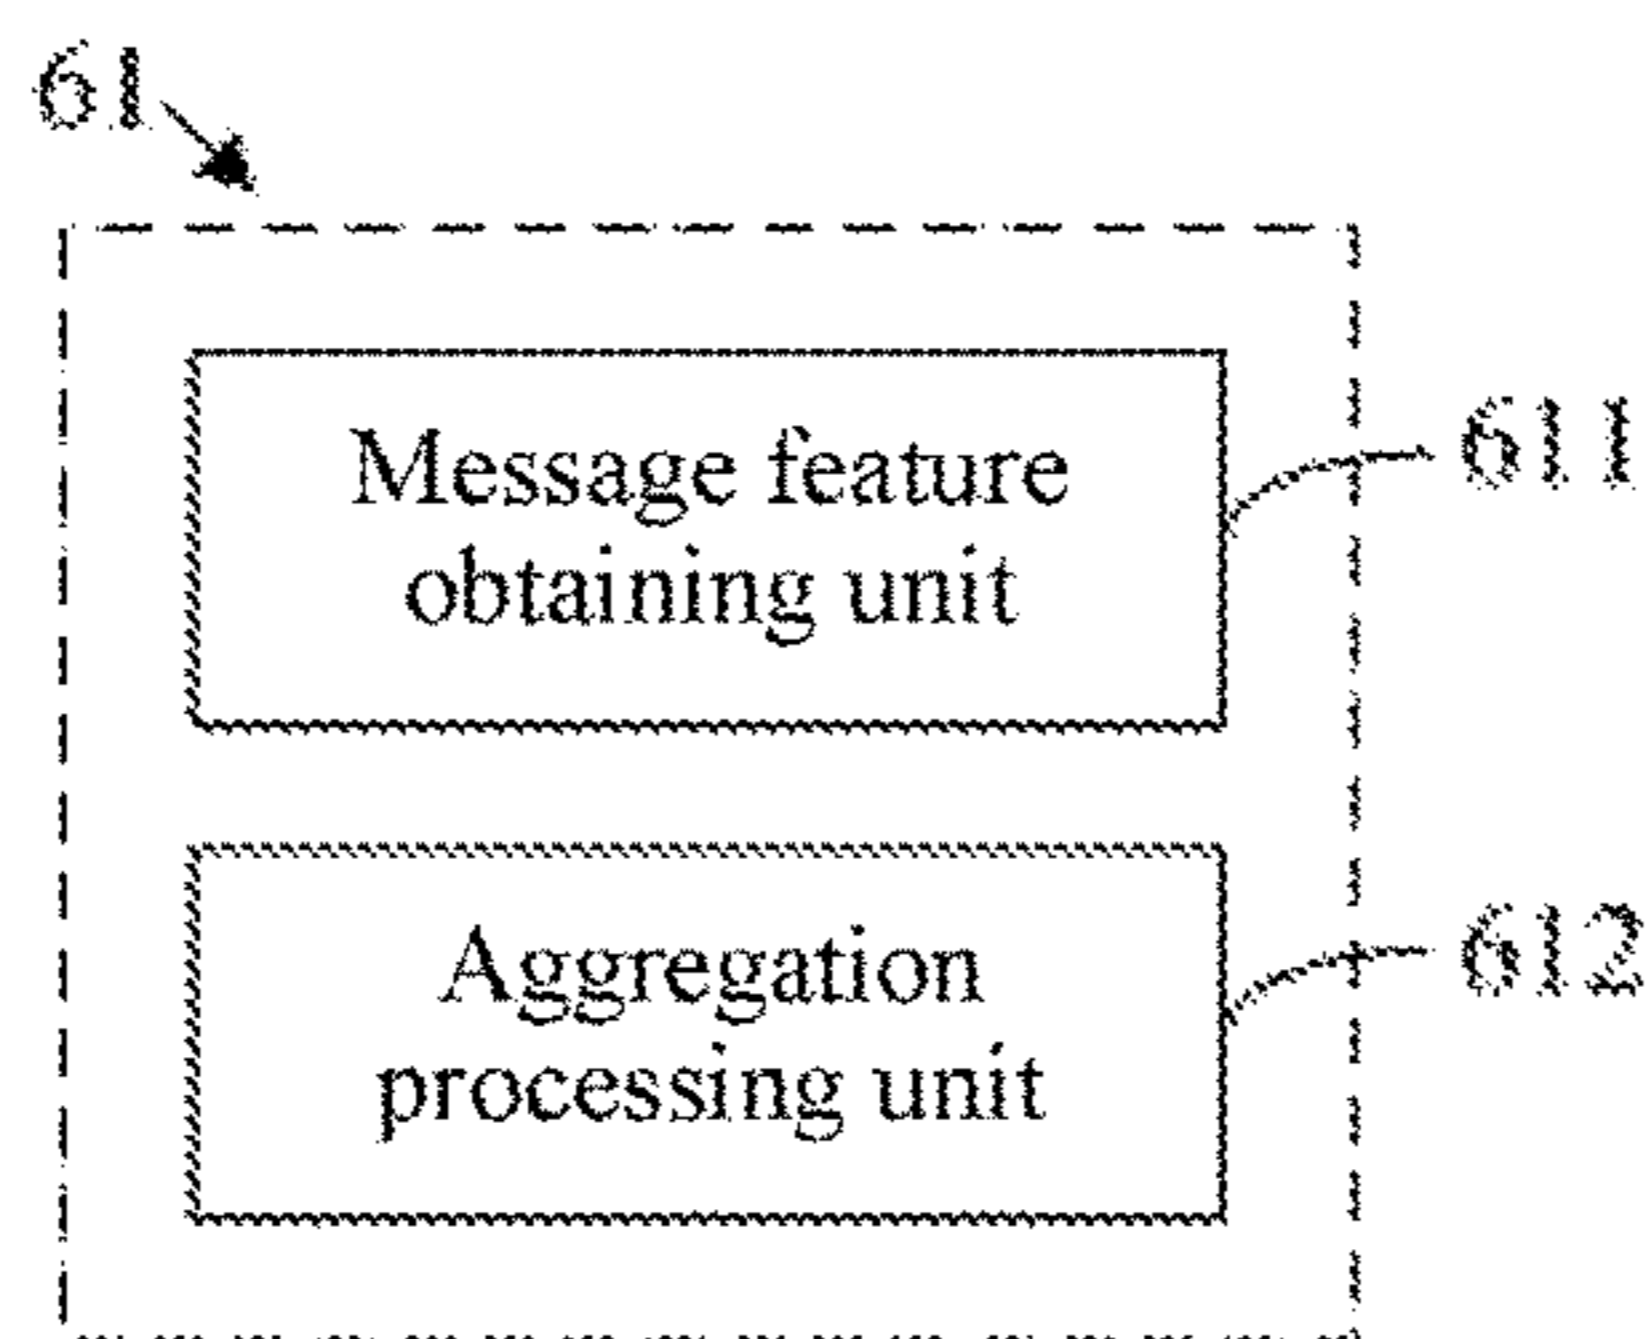 61
Message feature
obtaining unit
611
Aggregation
processing unit
612